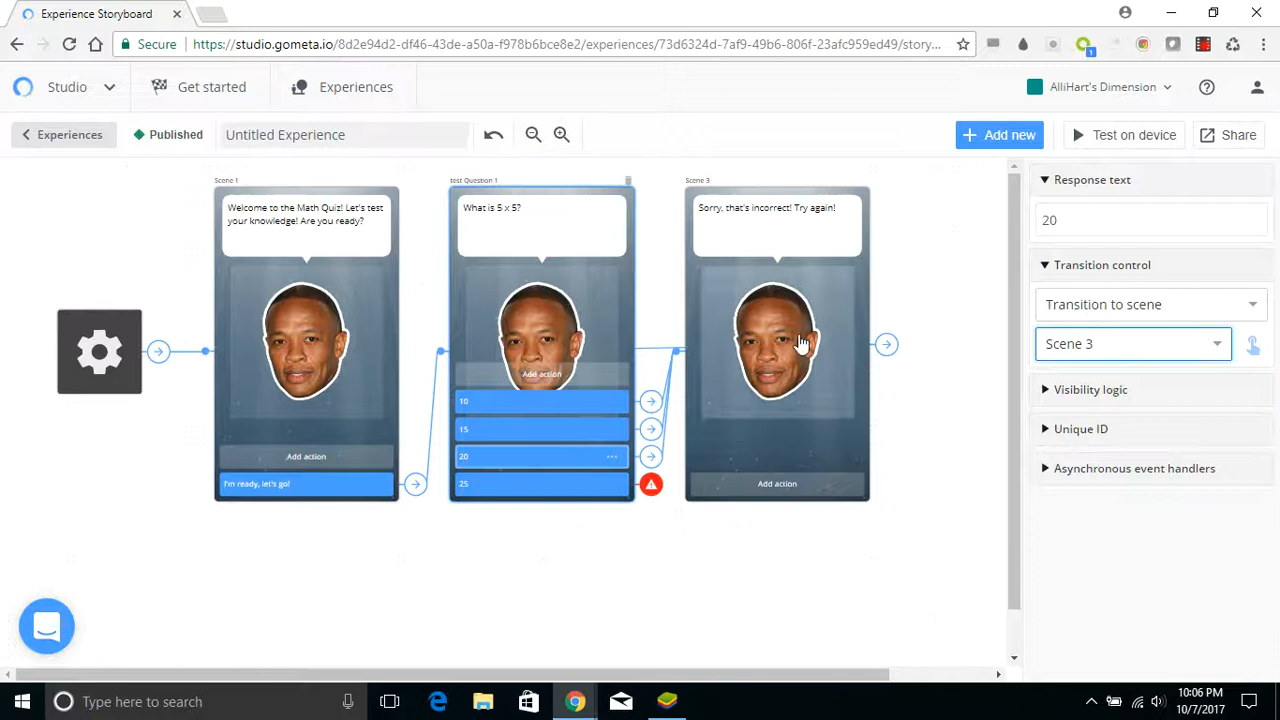 Experience Storyboard
Secure
https://studio.gometa.io/8d2e9442-df46-43de-a50a-f978b6bce8e2/experiences/73d6324d-7af9-49b6-806f-23afc959ed49/story...
1
Studio
Get started
Experiences
AlliHart's Dimension
Experiences
Published
Untitled Experience
Add new
Test on device
Share
Scene 1
Welcome to the Math Quiz! Let's test
your knowledge! Are you ready?
Add action
I'm ready, let's go!
test Question 1
What is 5 x 5?
Add action
10
15
20
25
Scene 3
Sorry, that's incorrect! Try again!
Add action
Response text
20
Transition control
Transition to scene
Scene 3
Visibility logic
Unique ID
Asynchronous event handlers
Type here to search
10:06 PM
10/7/2017